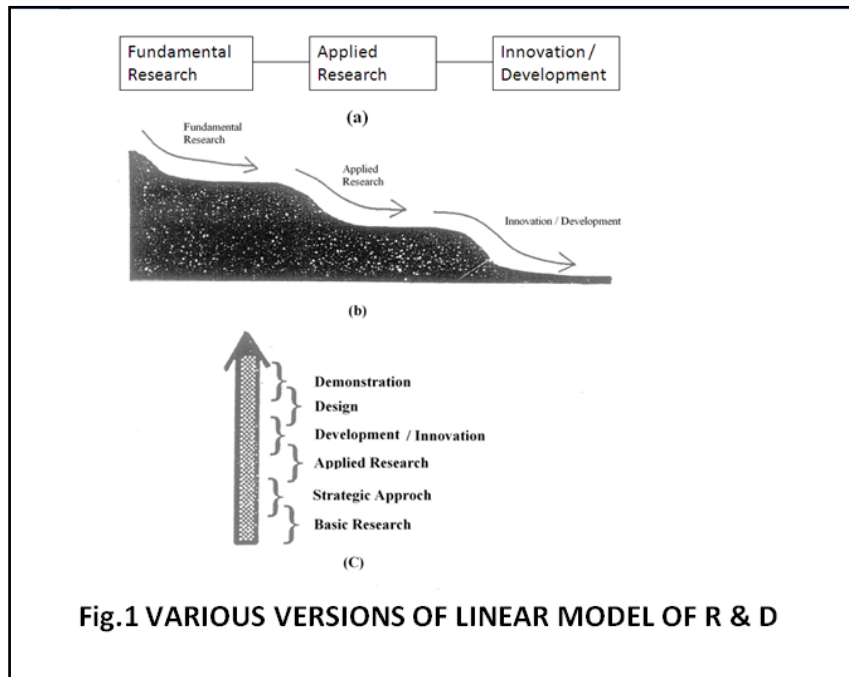 Fundamental
Research
Applied
Research
Innovation /
Development
(a)
Fundamental
Research
Applied
Research
Innovation / Development
(b)
Demonstration
Design
Development / Innovation
Applied Research
Strategic Approch
Basic Research
(C)
Fig.1 VARIOUS VERSIONS OF LINEAR MODEL OF R & D